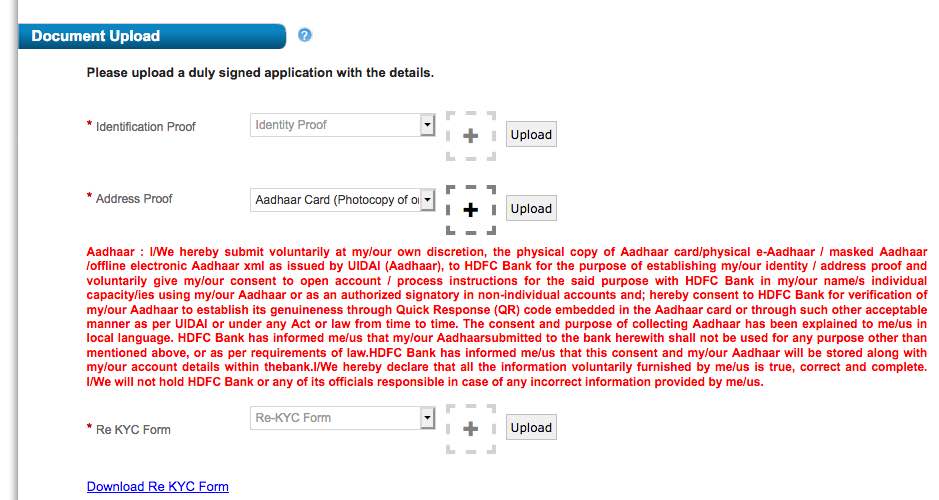 Document Upload ?
Please upload a duly signed application with the details.
* Identification Proof Identity Proof + Upload
* Address Proof Aadhaar Card (Photocopy of o + Upload
Aadhaar : I/We hereby submit voluntarily at my/our own discretion, the physical copy of Aadhaar card/physical e-Aadhaar / masked Aadhaar
/offline electronic Aadhaar xml as issued by UIDAI (Aadhaar), to HDFC Bank for the purpose of establishing my/our identity / address proof and
voluntarily give my/our consent to open account / process instructions for the said purpose with HDFC Bank in my/our name/s individual
capacity/ies using my/our Aadhaar or as an authorized signatory in non-individual accounts and; hereby consent to HDFC Bank for verification of
my/our Aadhaar to establish its genuineness through Quick Response (QR) code embedded in the Aadhaar card or through such other acceptable
manner as per UIDAI or under any Act or law from time to time. The consent and purpose of collecting Aadhaar has been explained to me/us in
local language. HDFC Bank has informed me/us that my/our Aadhaarsubmitted to the bank herewith shall not be used for any purpose other than
mentioned above, or as per requirements of law.HDFC Bank has informed me/us that this consent and my/our Aadhaar will be stored along with
my/our account details within thebank.I/We hereby declare that all the information voluntarily furnished by me/us is true, correct and complete.
I/We will not hold HDFC Bank or any of its officials responsible in case of any incorrect information provided by me/us.
* Re KYC Form Re-KYC Form + Upload
Download Re KYC Form